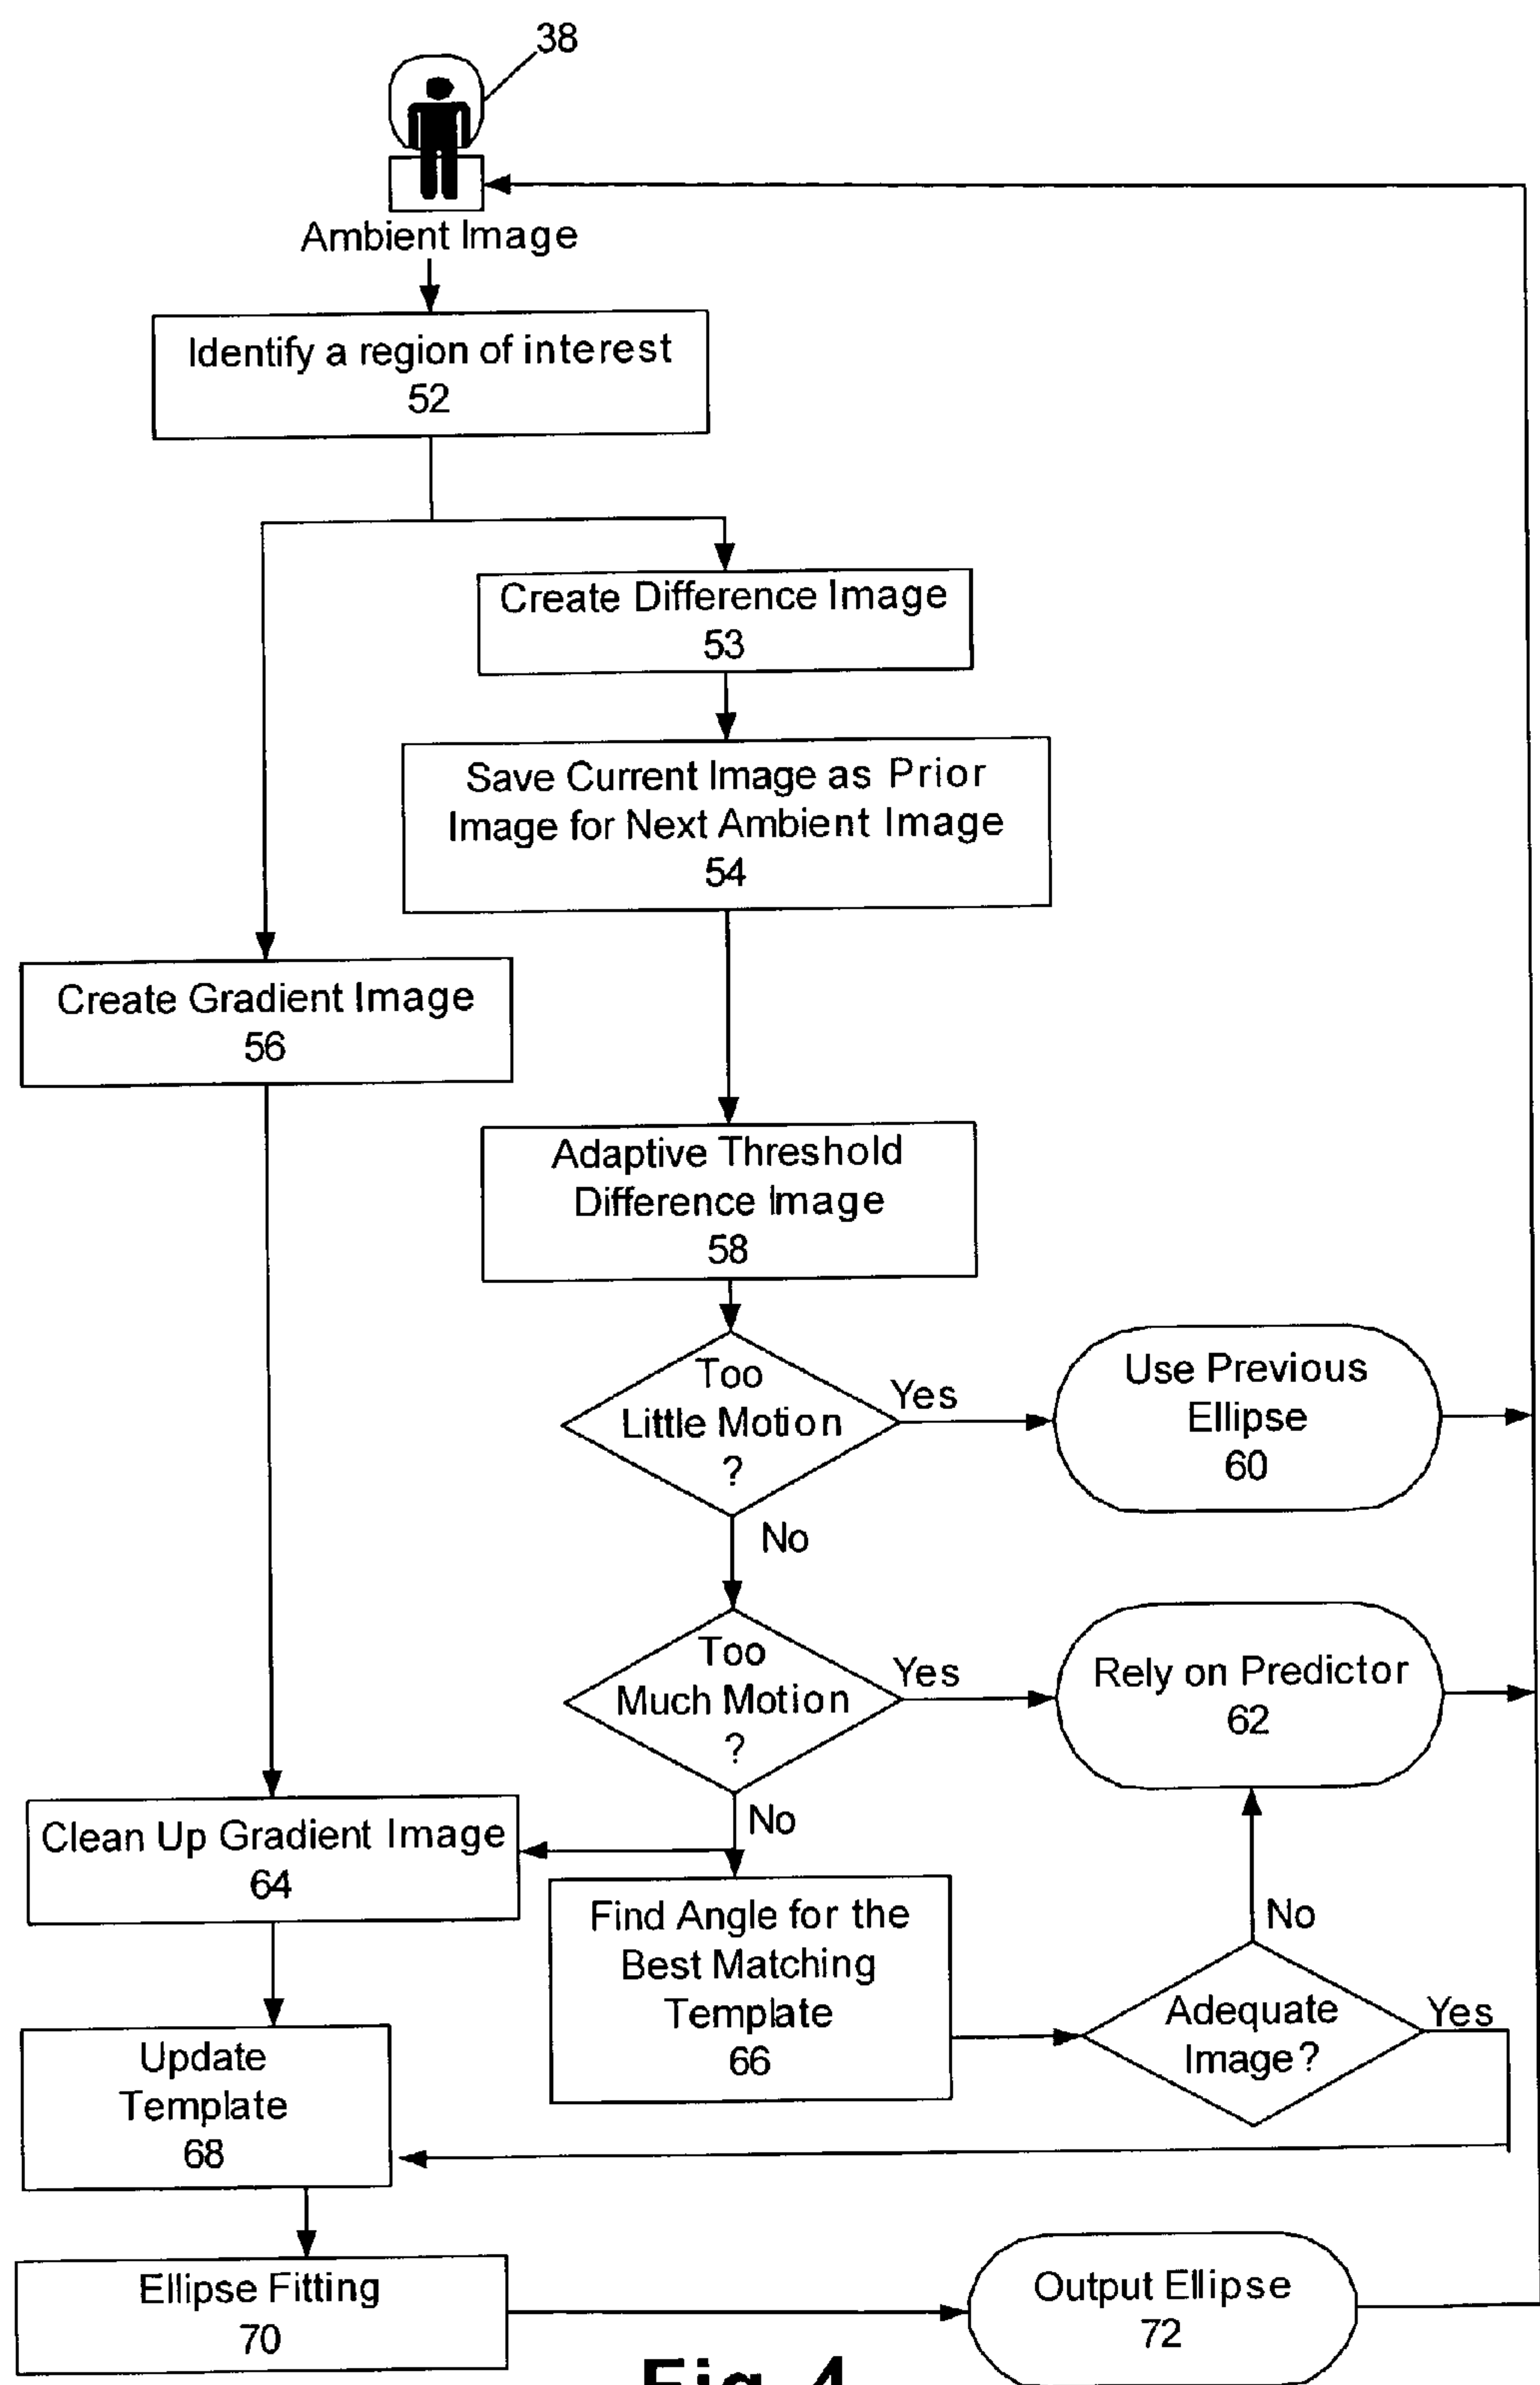 38
Ambient Image
Identify a region of interest
52
Create Difference Image
53
Save Current Image as Prior
Image for Next Ambient Image
54
Create Gradient Image
56
Adaptive Threshold
Difference Image
58
Too
Little Motion
?
Yes
Use Previous
Ellipse
60
No
Too
Much Motion
?
Yes
Rely on Predictor
62
No
Clean Up Gradient Image
64
Find Angle for the
Best Matching
Template
66
No
Adequate
Image?
Yes
Update
Template
68
Ellipse Fitting
70
Output Ellipse
72
Fig. 4